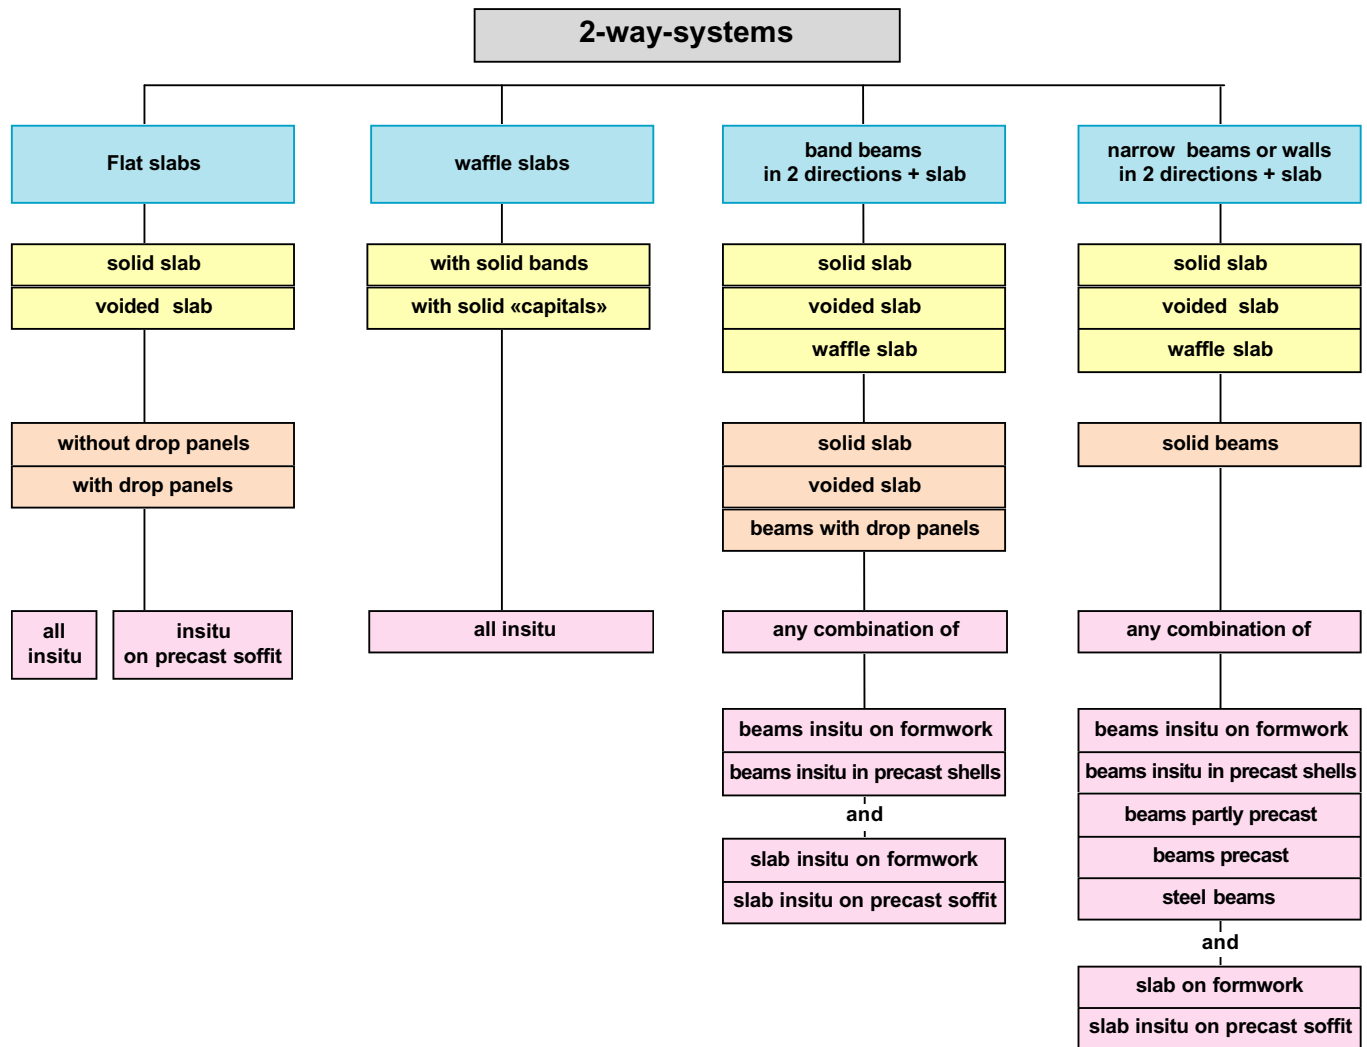 2-way-systems
Flat slabs
waffle slabs
band beams
in 2 directions + slab
narrow beams or walls
in 2 directions + slab
solid slab
voided slab
with solid bands
with solid «capitals»
solid slab
voided slab
waffle slab
solid slab
voided slab
waffle slab
without drop panels
with drop panels
solid slab
voided slab
beams with drop panels
solid beams
all
insitu
insitu
on precast soffit
all insitu
any combination of
any combination of
beams insitu on formwork
beams insitu in precast shells
and
slab insitu on formwork
slab insitu on precast soffit
beams insitu on formwork
beams insitu in precast shells
beams partly precast
beams precast
steel beams
and
slab on formwork
slab insitu on precast soffit